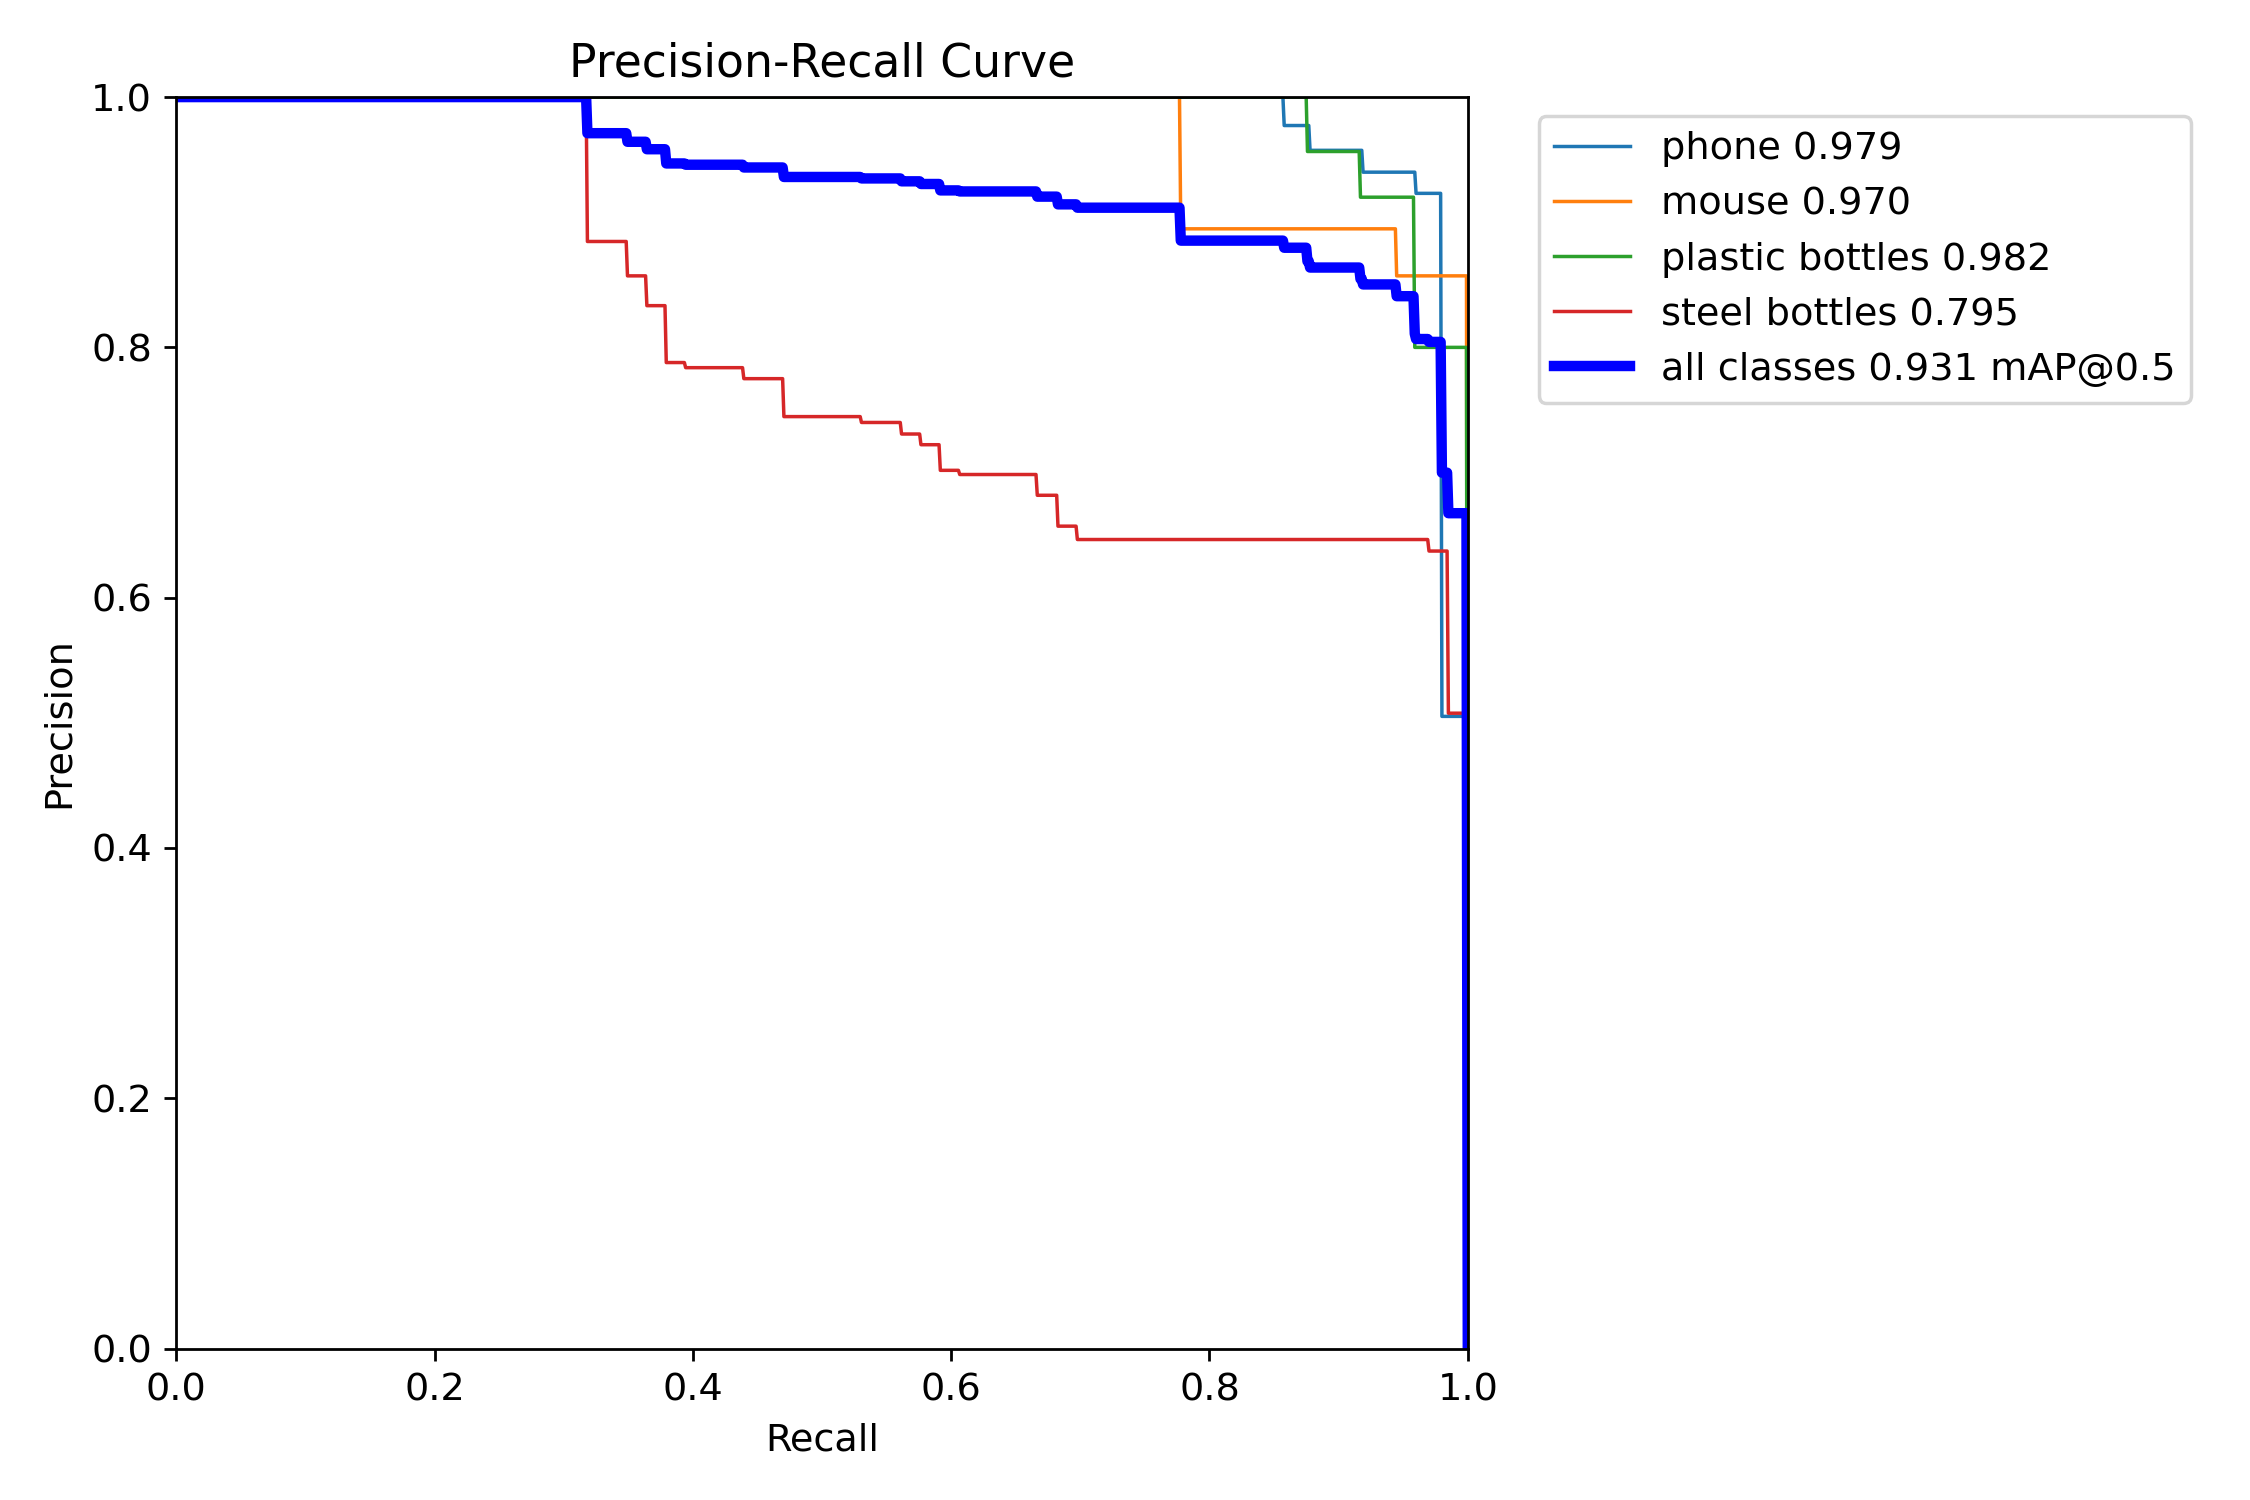 Precision-Recall Curve
1.0
0.8
0.6
0.4
0.2
0.0
Precision
0.0 0.2 0.4 0.6 0.8 1.0
Recall
phone 0.979
mouse 0.970
plastic bottles 0.982
steel bottles 0.795
all classes 0.931 mAP@0.5